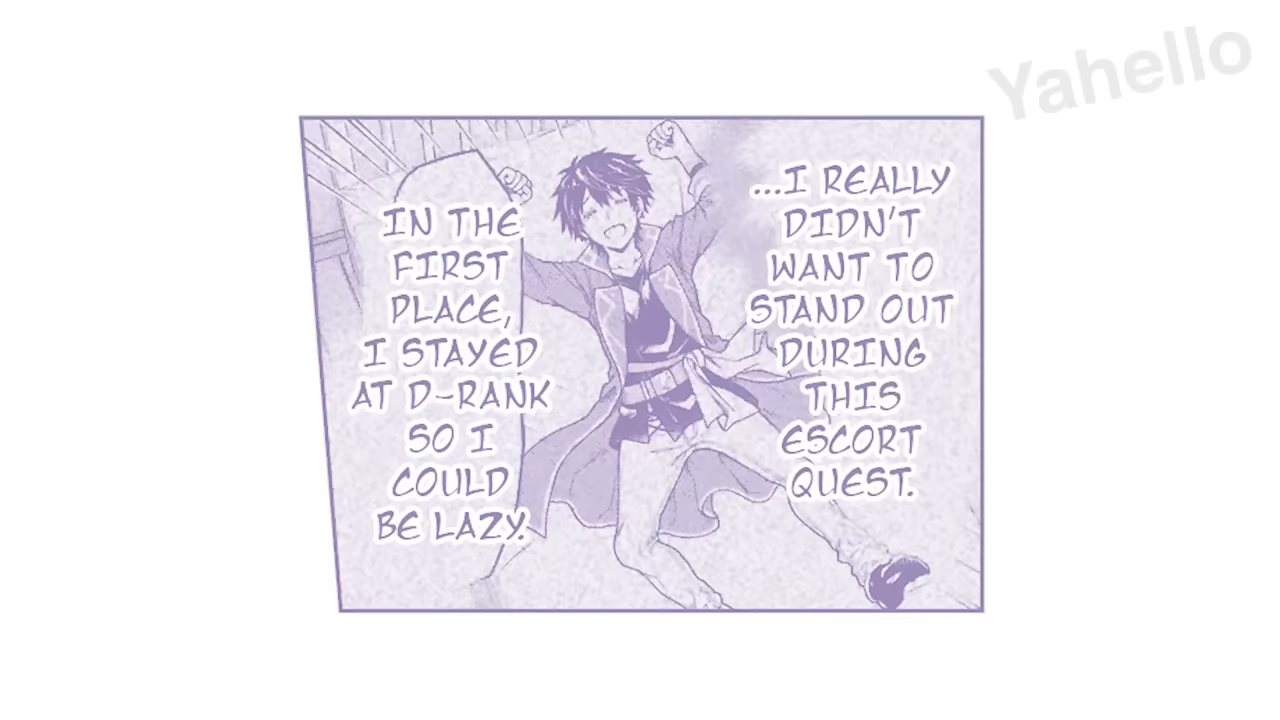 Yahello
...I REALLY
DIDN'T
WANT TO
STAND OUT
DURING
THIS
ESCORT
QUEST.
IN THE
FIRST
PLACE,
I STAYED
AT D-RANK
SO I
COULD
BE LAZY.